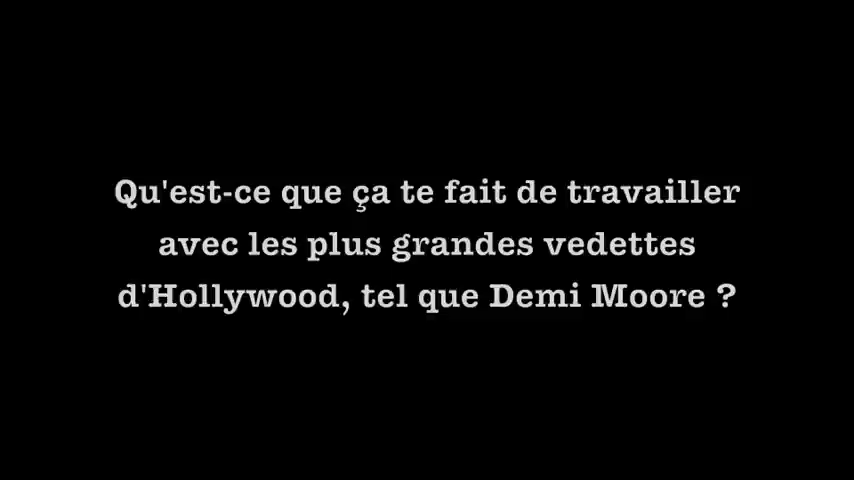 Qu'est-ce que ça te fait de travailler
avec les plus grandes vedettes
d'Hollywood, tel que Demi Moore ?